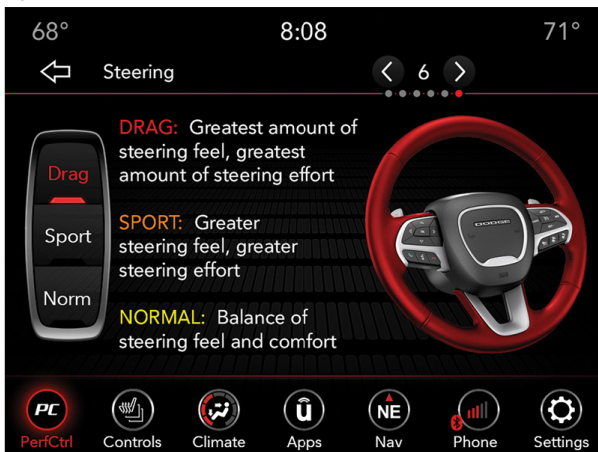 68°
8:08
71°
Steering
6
Drag
Sport
Norm
DRAG: Greatest amount of
steering feel, greatest
amount of steering effort
SPORT: Greater
steering feel, greater
steering effort
NORMAL: Balance of
steering feel and comfort
DODGE
PC
û
NE
PerfCtrl
Controls
Climate
Apps
Nav
Phone
Settings